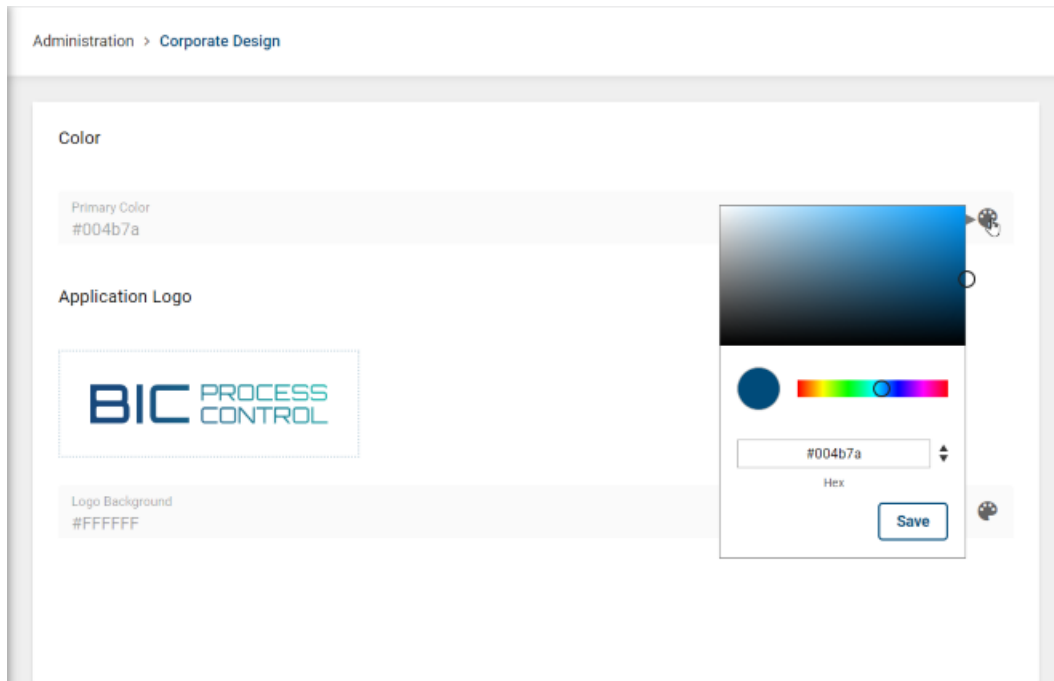 Administration > Corporate Design
Color
Primary Color
#004b7a
Application Logo
BIC PROCESS
CONTROL
#004b7a
Hex
Logo Background
#FFFFFF
Save